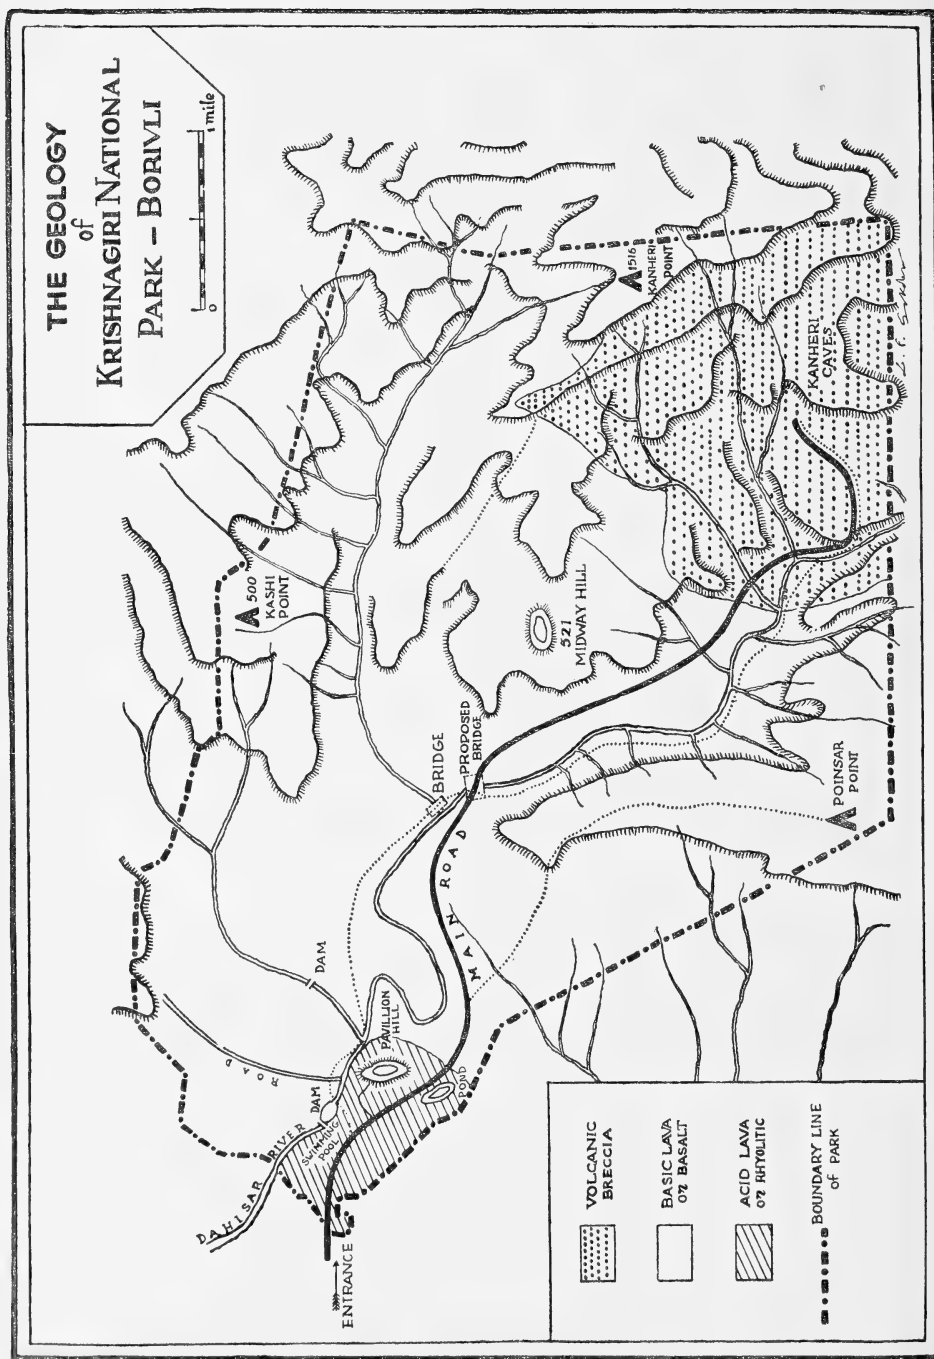 THE GEOLOGY
of
KRISHNAGIRI NATIONAL
PARK – BORIVLI
0 1 mile
1516
KANHERI
POINT
KANHERI
CAVES
500
KASHI
POINT
521
MIDWAY HILL
BRIDGE
PROPOSED
BRIDGE
POINSAR
POINT
MAIN ROAD
DAM
PAVILLION
HILL
ROAD
DAM
POND
SWIMMING
POOL
DAHISAR RIVER
ENTRANCE
VOLCANIC
BRECCIA
BASIC LAVA
OR BASALT
ACID LAVA
OR RHYOLITIC
BOUNDARY LINE
of PARK